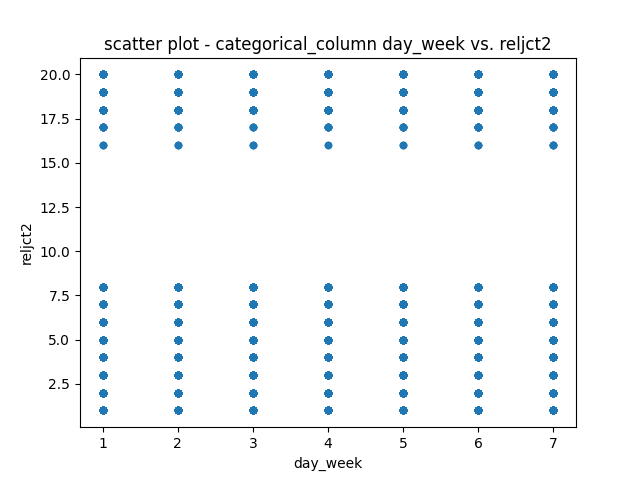 scatter plot - categorical_column day_week vs. reljct2
20.0
17.5
15.0
12.5
10.0
7.5
5.0
2.5
reljct2
1 2 3 4 5 6 7
day_week